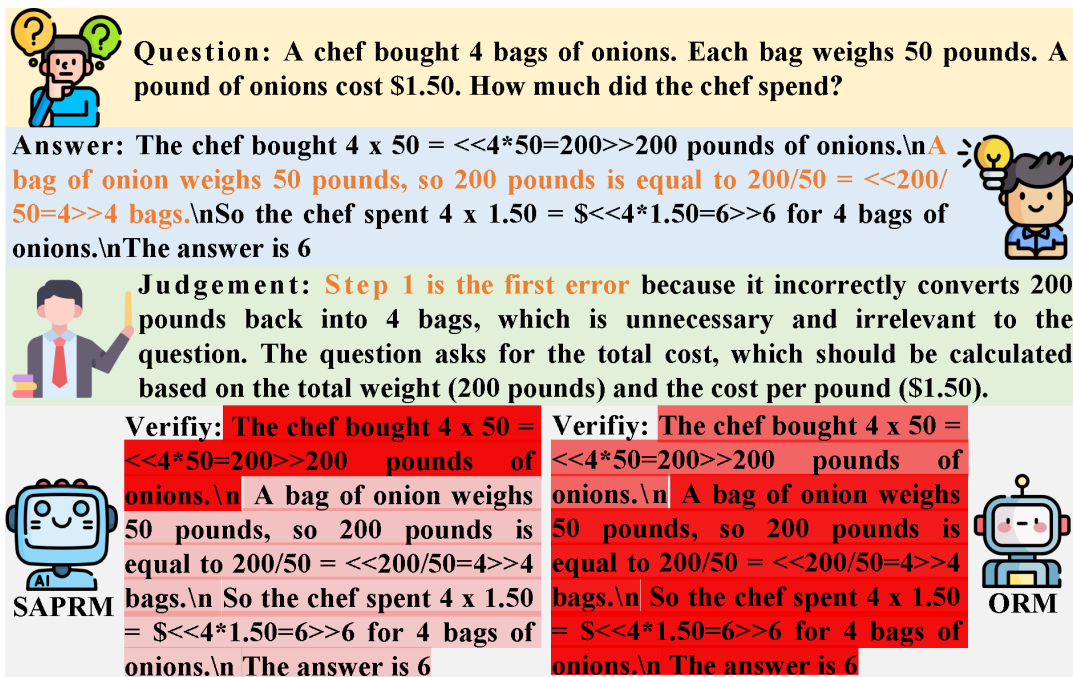 Question: A chef bought 4 bags of onions. Each bag weighs 50 pounds. A
pound of onions cost $1.50. How much did the chef spend?
Answer: The chef bought 4 x 50 = <<4*50=200>>200 pounds of onions.\nA
bag of onion weighs 50 pounds, so 200 pounds is equal to 200/50 = <<200/
50=4>>4 bags.\nSo the chef spent 4 x 1.50 = $<<4*1.50=6>>6 for 4 bags of
onions.\nThe answer is 6
Judgement: Step 1 is the first error because it incorrectly converts 200
pounds back into 4 bags, which is unnecessary and irrelevant to the
question. The question asks for the total cost, which should be calculated
based on the total weight (200 pounds) and the cost per pound ($1.50).
Verifiy: The chef bought 4 x 50 =
<<4*50=200>>200 pounds of
onions.\n A bag of onion weighs
50 pounds, so 200 pounds is
equal to 200/50 = <<200/50=4>>4
bags.\n So the chef spent 4 x 1.50
= $<<4*1.50=6>>6 for 4 bags of
onions.\n The answer is 6
AI
SAPRM
Verifiy: The chef bought 4 x 50 =
<<4*50=200>>200 pounds of
onions.\n A bag of onion weighs
50 pounds, so 200 pounds is
equal to 200/50 = <<200/50=4>>4
bags.\n So the chef spent 4 x 1.50
= $<<4*1.50=6>>6 for 4 bags of
onions.\n The answer is 6
ORM